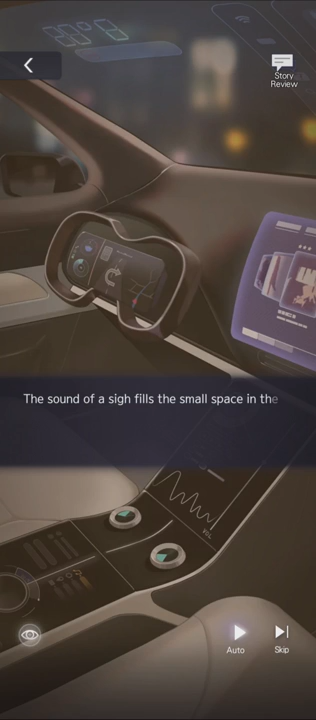 Story
Review
The sound of a sigh fills the small space in the
Auto
Skip